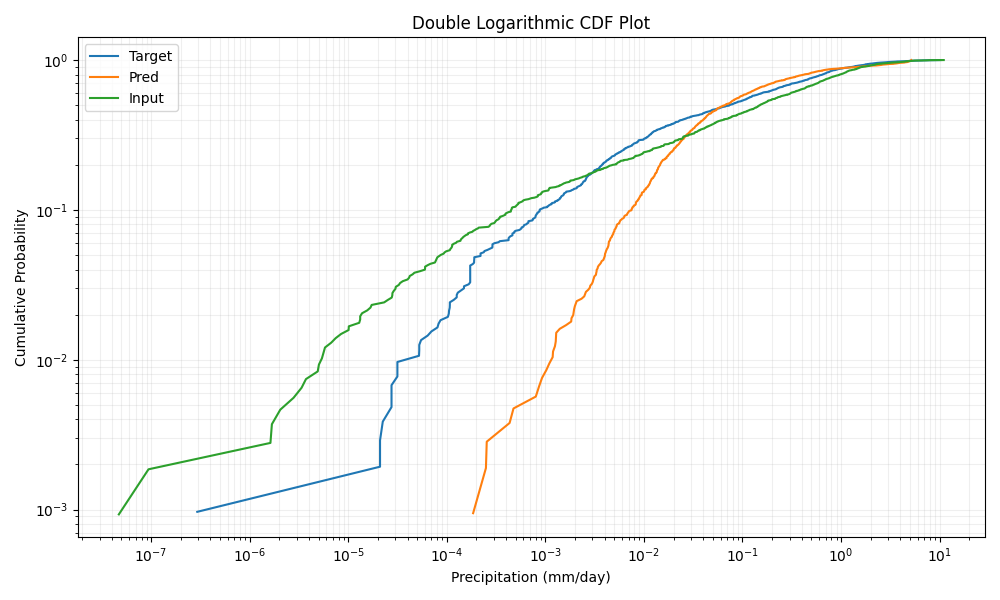 Double Logarithmic CDF Plot
Target
Pred
Input
Cumulative Probability
10⁰
10⁻¹
10⁻²
10⁻³
10⁻⁷ 10⁻⁶ 10⁻⁵ 10⁻⁴ 10⁻³ 10⁻² 10⁻¹ 10⁰ 10¹
Precipitation (mm/day)